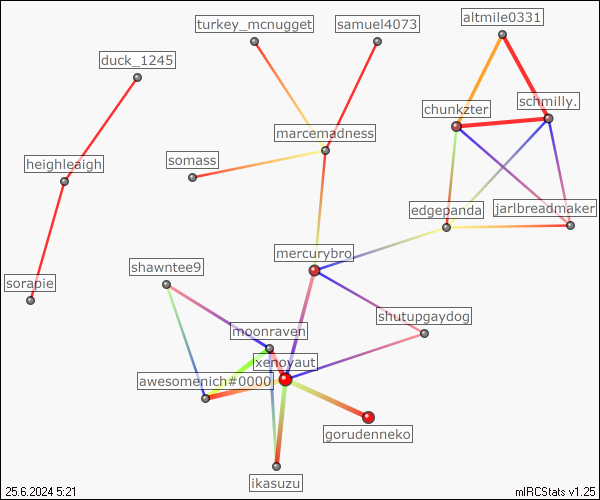 altmile0331
turkey_mcnugget
samuel4073
duck_1245
schmilly.
chunkzter
marcemadness
somass
heighleaigh
edgepanda
jarlbreadmaker
mercurybro
shawntee9
sorapie
shutupgaydog
moonraven
xenoyaut
awesomenich#0000
gorudenneko
ikasuzu
25.6.2024 5:21
mIRCStats v1.25